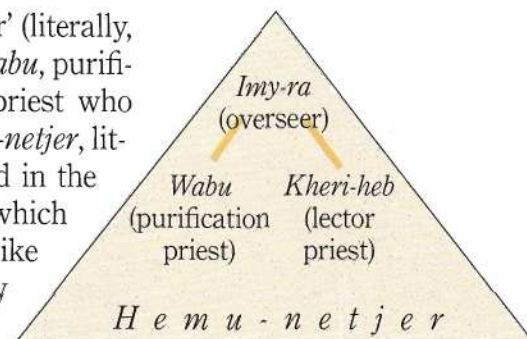 r' (literally,
abu, purifi-
priest who
-netjer, lit-
d in the
which
ike
y
Imy-ra
(overseer)
Wabu Kheri-heb
(purification (lector
priest) priest)
Hemu-netjer